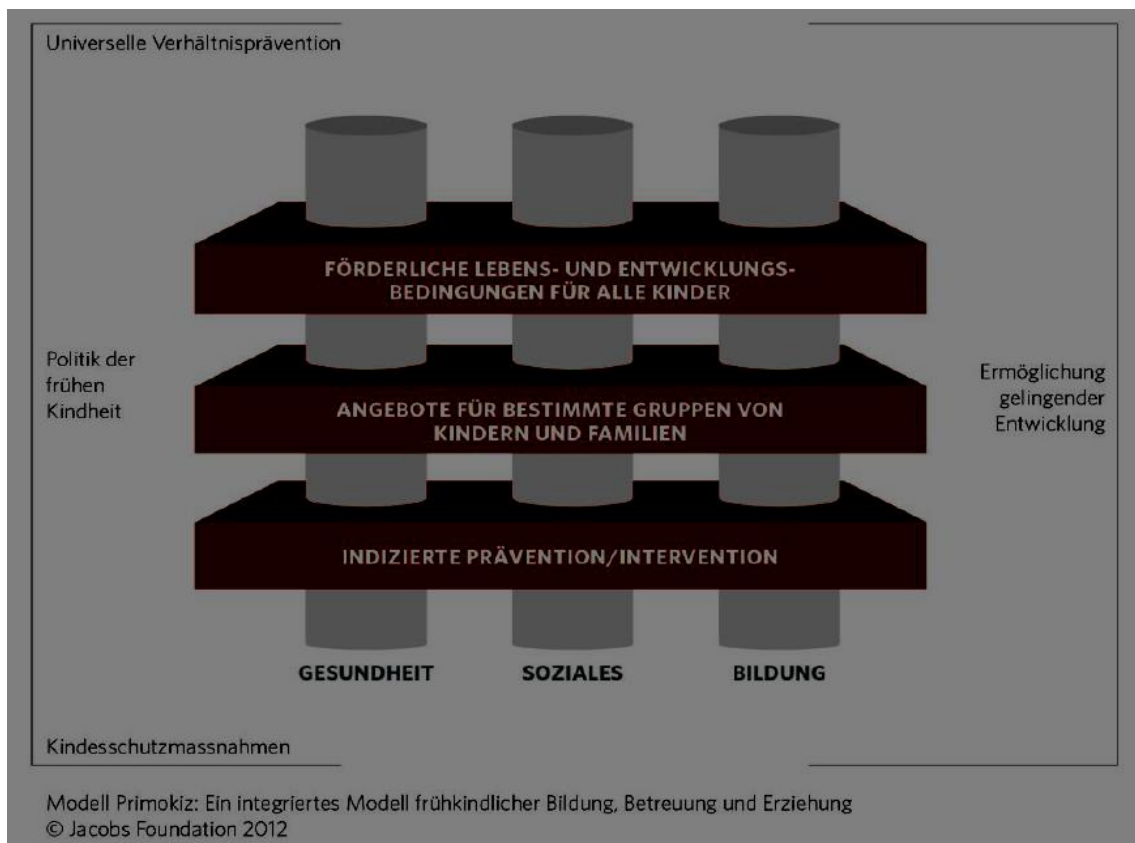 Universelle Verhältnisprävention
FÖRDERLICHE LEBENS- UND ENTWICKLUNGS-
BEDINGUNGEN FÜR ALLE KINDER
Politik der
frühen
Kindheit
ANGEBOTE FÜR BESTIMMTE GRUPPEN VON
KINDERN UND FAMILIEN
Ermöglichung
gelingender
Entwicklung
INDIZIERTE PRÄVENTION/INTERVENTION
GESUNDHEIT
SOZIALES
BILDUNG
Kindesschutzmassnahmen
Modell Primokiz: Ein integriertes Modell frühkindlicher Bildung, Betreuung und Erziehung
© Jacobs Foundation 2012